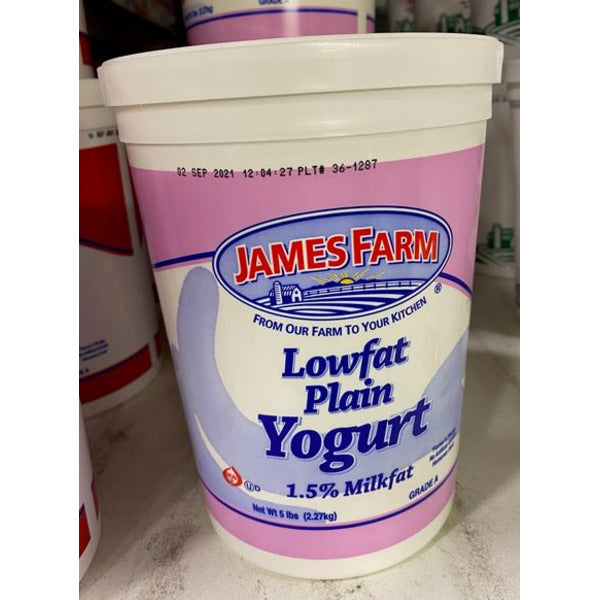 02 SEP 2021 12:04:27 PLT# 36-1287
JAMES FARM
®
FROM OUR FARM TO YOUR KITCHEN
Lowfat
Plain
Yogurt
1.5% Milkfat
GRADE A
U D
Net Wt 5 lbs (2.27kg)